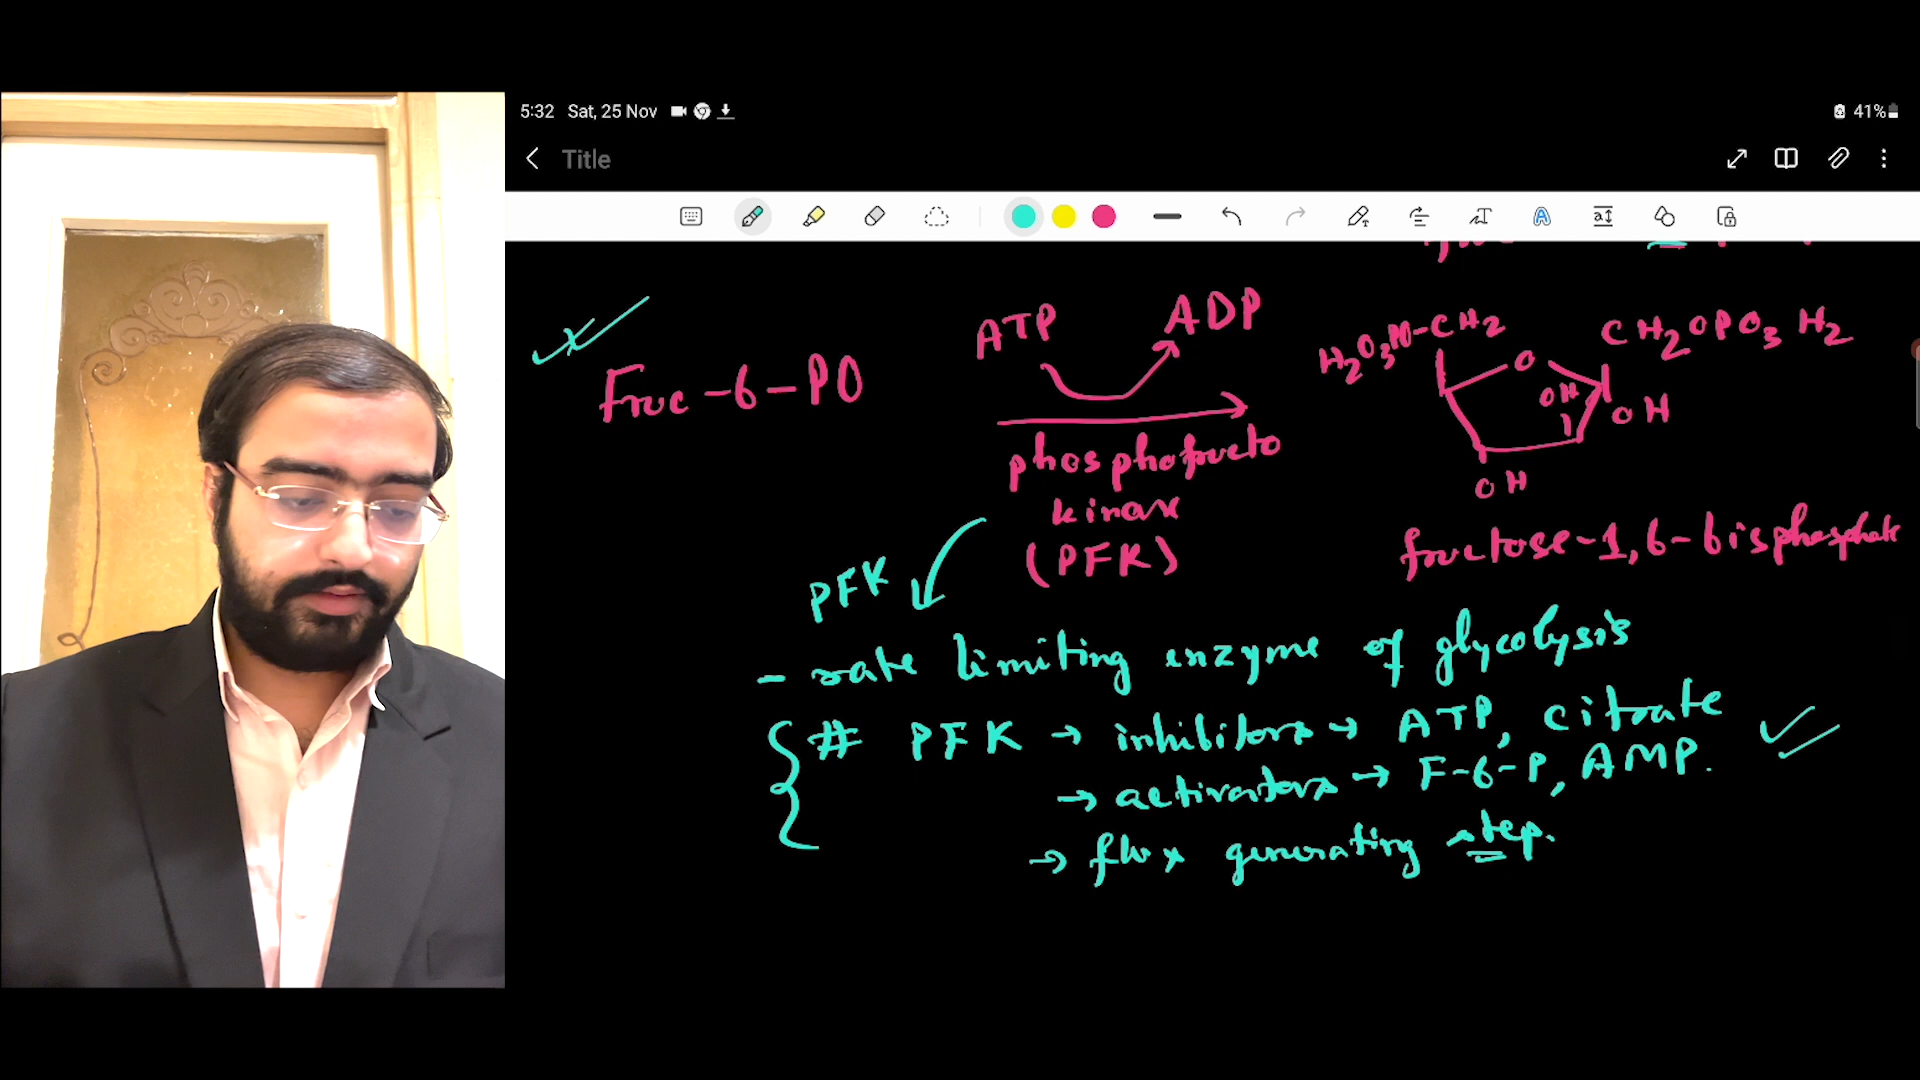 5:32 Sat, 25 Nov 41%
Title
ATP ADP
Fruc-6-PO
H2O3PO-CH2 O CH2OPO3H2
OH OH
OH
phosphofructo
kinase
(PFK)
fructose-1,6-bisphosphate
PFK
- rate limiting enzyme of glycolysis
# PFK → inhibitors → ATP, citrate
→ activators → F-6-P, AMP.
→ flux generating step.